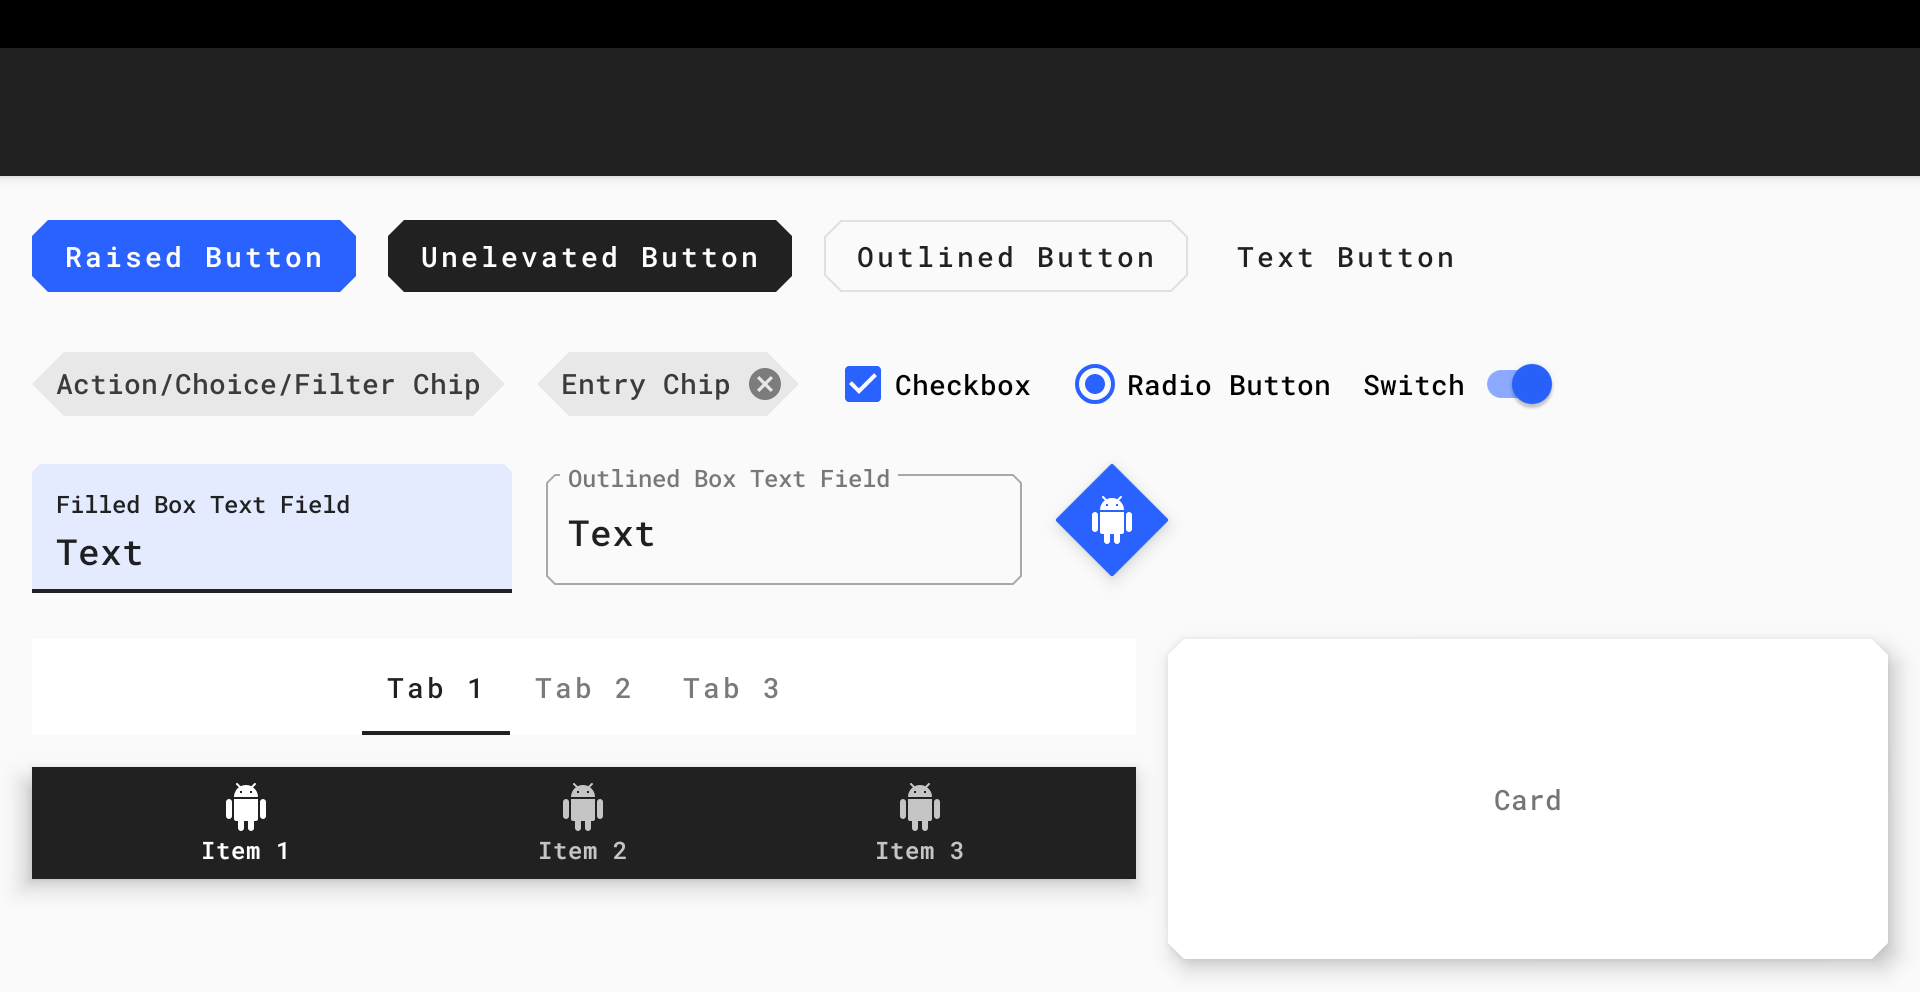 Raised Button
Unelevated Button
Outlined Button
Text Button
Action/Choice/Filter Chip
Entry Chip
Checkbox
Radio Button
Switch
Filled Box Text Field
Text
Outlined Box Text Field
Text
Tab 1
Tab 2
Tab 3
Item 1
Item 2
Item 3
Card